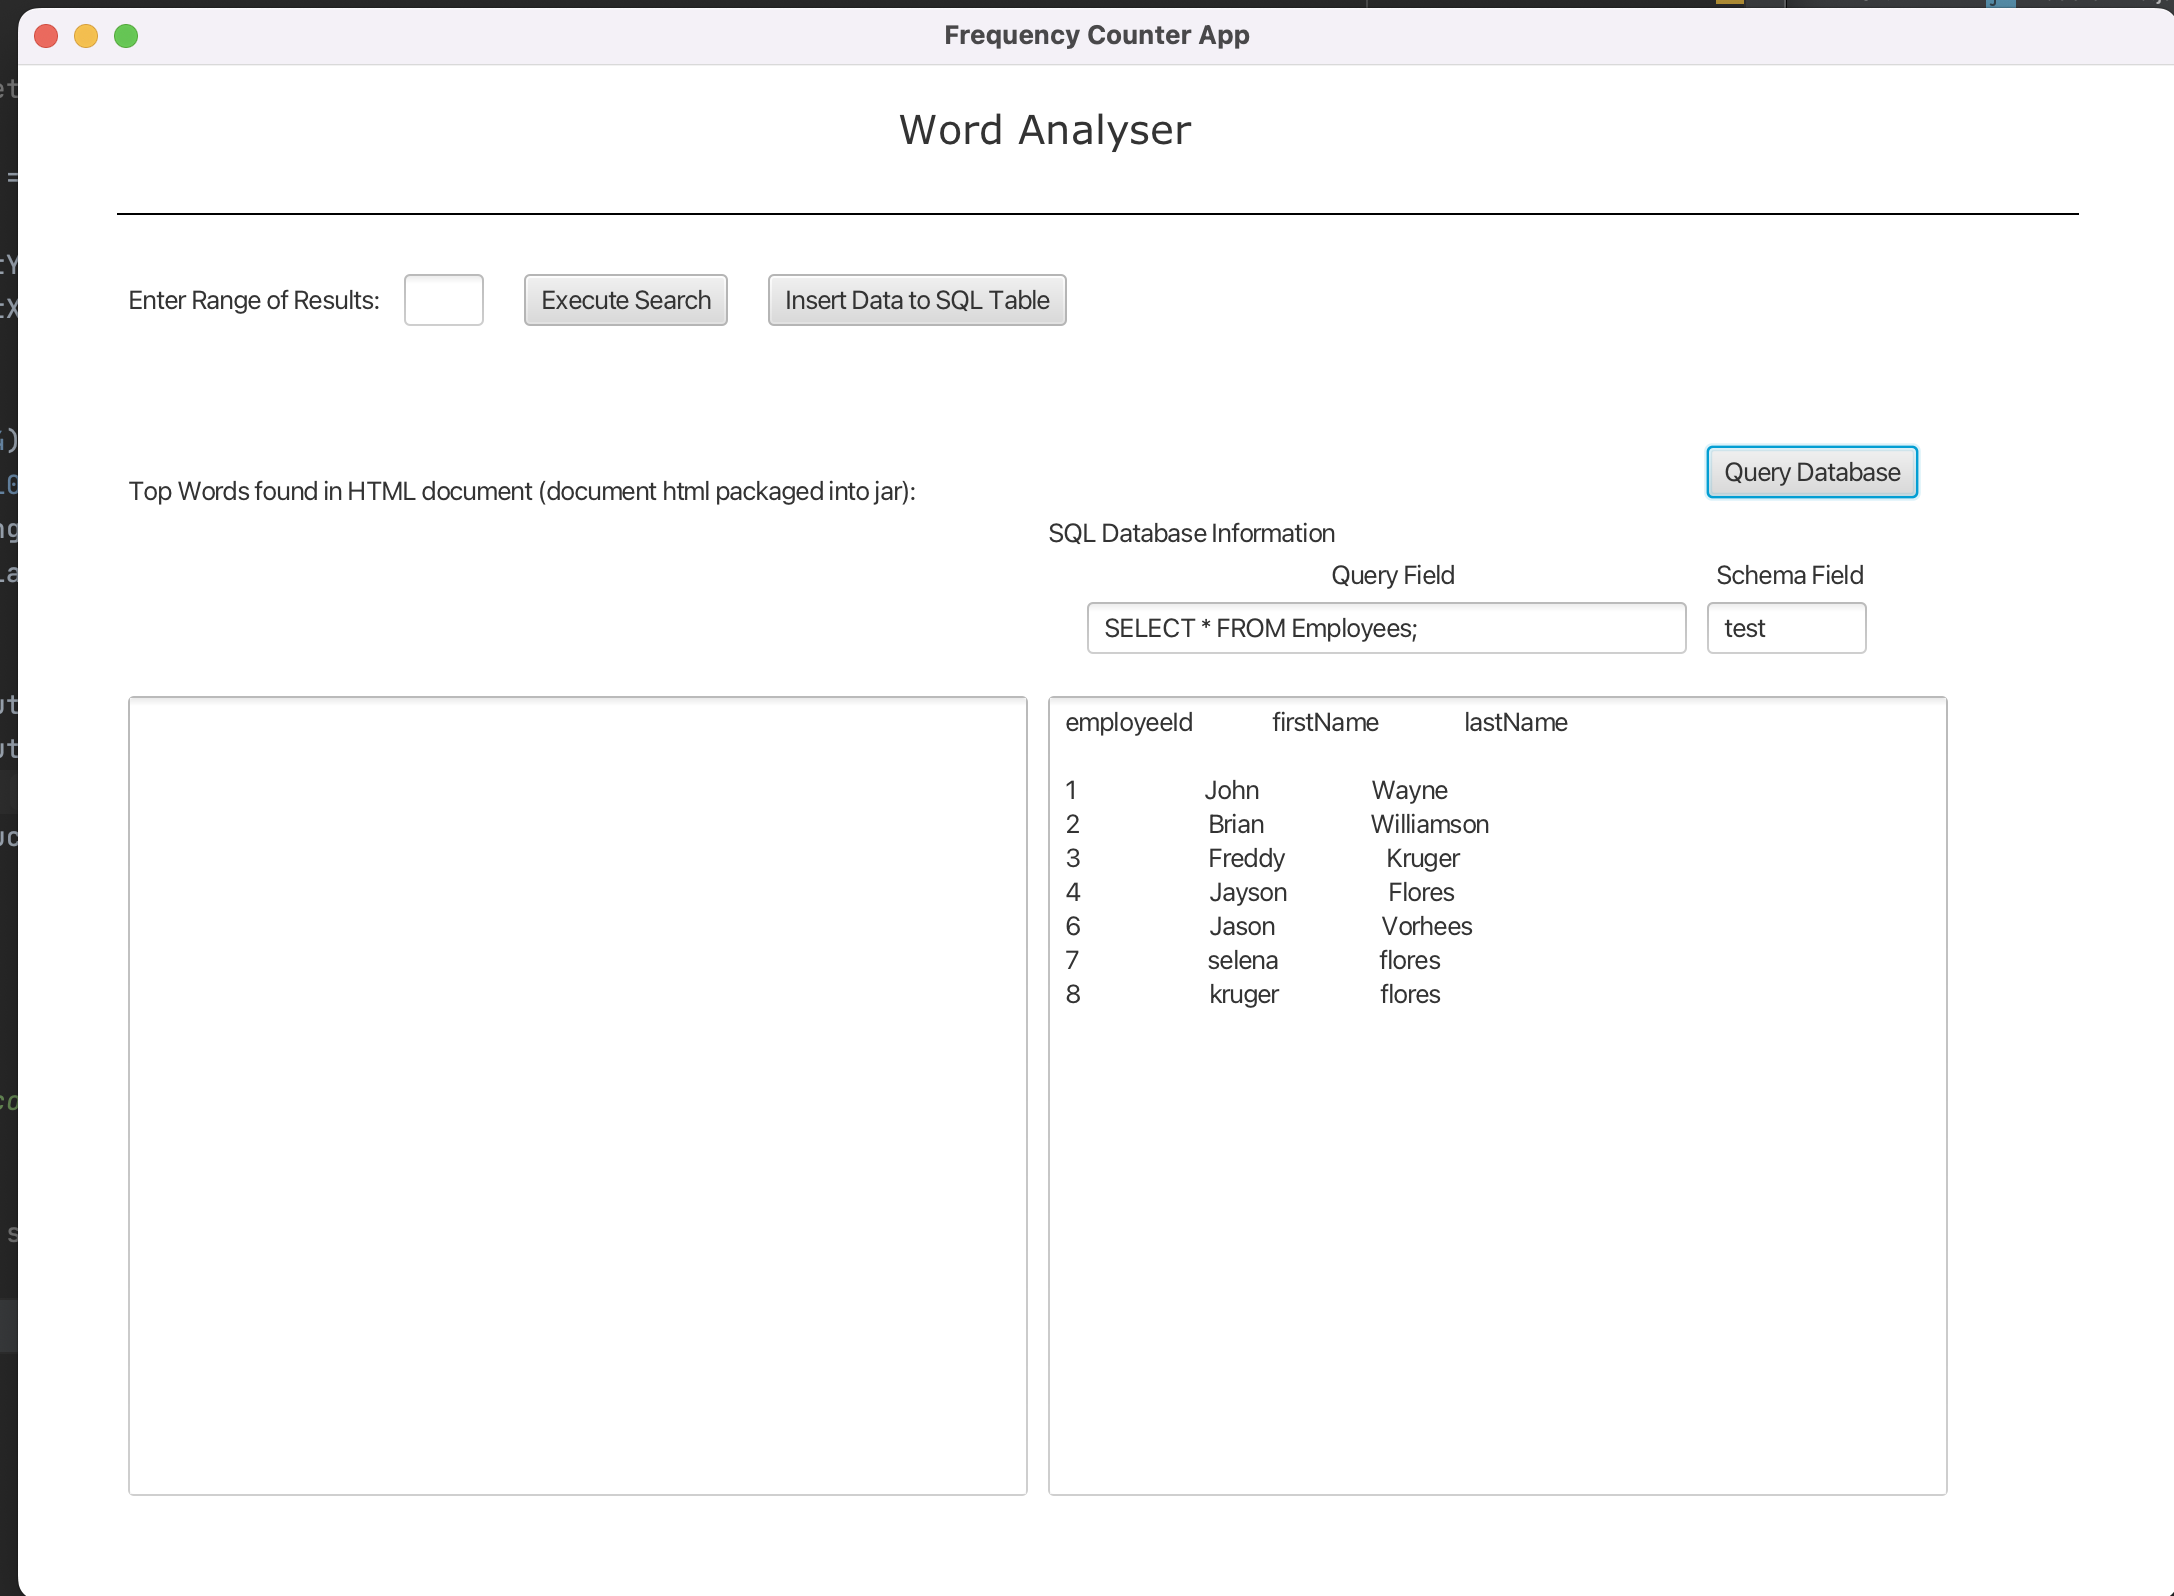 Frequency Counter App
Word Analyser
Enter Range of Results: Execute Search Insert Data to SQL Table
Query Database
Top Words found in HTML document (document html packaged into jar):
SQL Database Information
Query Field Schema Field
SELECT * FROM Employees; test
employeeId firstName lastName
1 John Wayne
2 Brian Williamson
3 Freddy Kruger
4 Jayson Flores
6 Jason Vorhees
7 selena flores
8 kruger flores